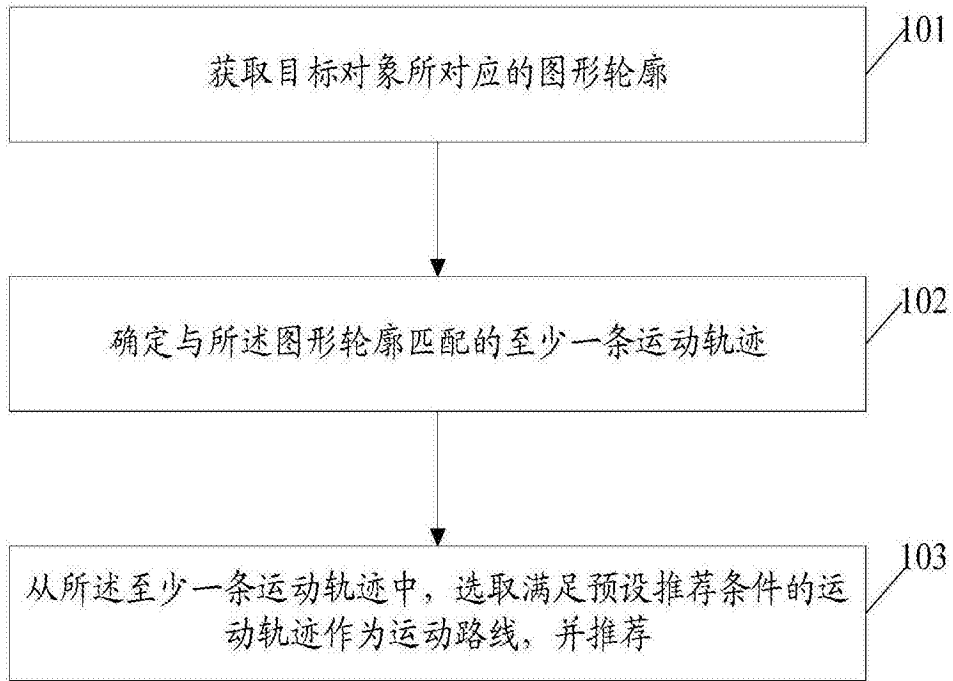 101
获取目标对象所对应的图形轮廓
102
确定与所述图形轮廓匹配的至少一条运动轨迹
103
从所述至少一条运动轨迹中，选取满足预设推荐条件的运
动轨迹作为运动路线，并推荐